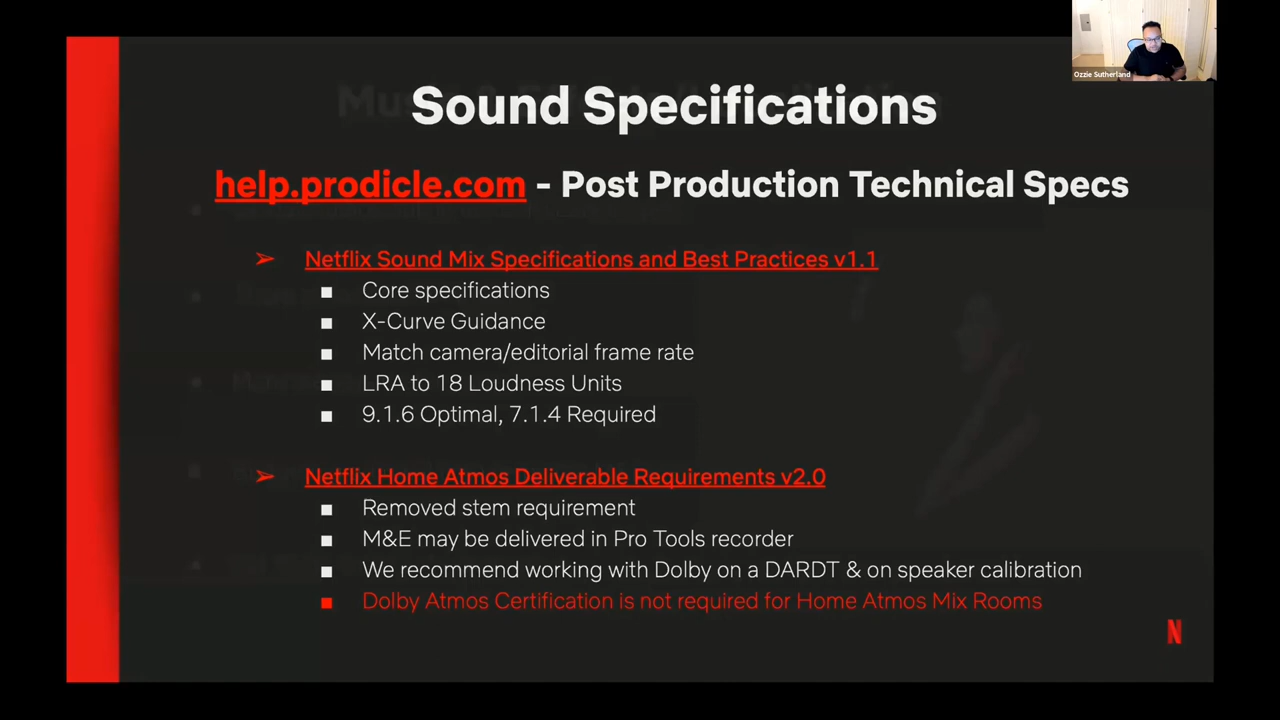 Ozzie Sutherland
Sound Specifications
help.prodicle.com - Post Production Technical Specs
➢ Netflix Sound Mix Specifications and Best Practices v1.1
■ Core specifications
■ X-Curve Guidance
■ Match camera/editorial frame rate
■ LRA to 18 Loudness Units
■ 9.1.6 Optimal, 7.1.4 Required
➢ Netflix Home Atmos Deliverable Requirements v2.0
■ Removed stem requirement
■ M&E may be delivered in Pro Tools recorder
■ We recommend working with Dolby on a DARDT & on speaker calibration
■ Dolby Atmos Certification is not required for Home Atmos Mix Rooms
N